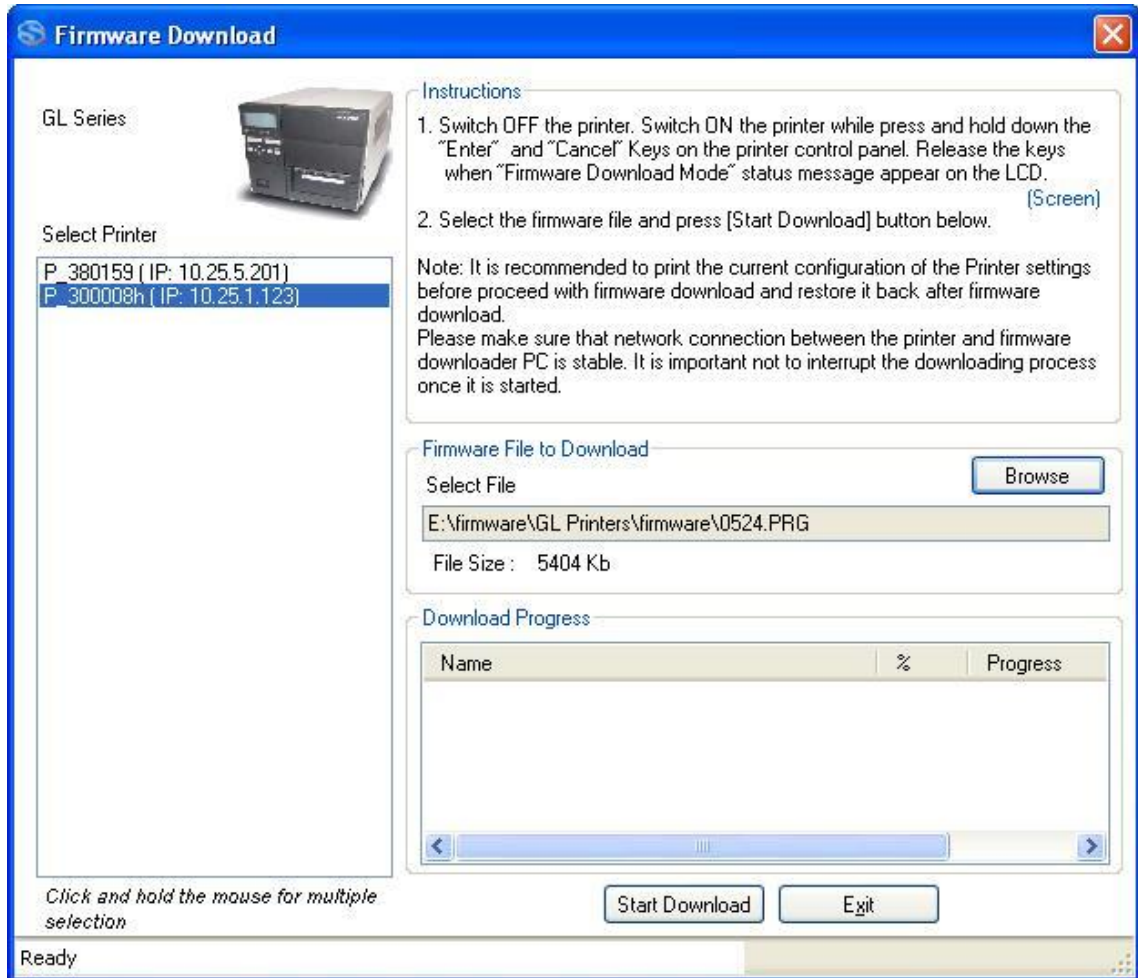 Firmware Download
GL Series
Select Printer
P_380159 ( IP: 10.25.5.201)
P_300008h ( IP: 10.25.1.123)
Click and hold the mouse for multiple
selection
Instructions
1. Switch OFF the printer. Switch ON the printer while press and hold down the
"Enter" and "Cancel" Keys on the printer control panel. Release the keys
when "Firmware Download Mode" status message appear on the LCD.
(Screen)
2. Select the firmware file and press [Start Download] button below.
Note: It is recommended to print the current configuration of the Printer settings
before proceed with firmware download and restore it back after firmware
download.
Please make sure that network connection between the printer and firmware
downloader PC is stable. It is important not to interrupt the downloading process
once it is started.
Firmware File to Download
Browse
Select File
E:\firmware\GL Printers\firmware\0524.PRG
File Size : 5404 Kb
Download Progress
Name % Progress
Start Download Exit
Ready